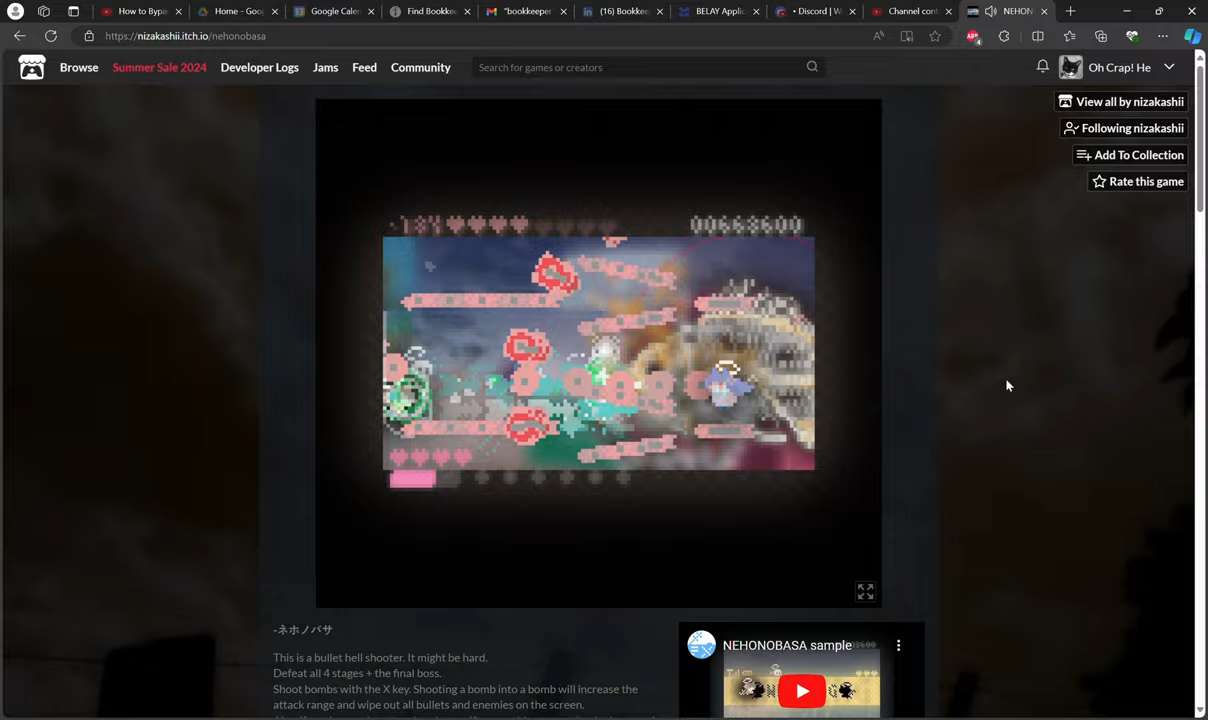 How to Bypa
Home - Goo
Google Calen
Find Bookkee
"bookkeeper"
(16) Bookkee
BELAY Applic
• Discord | W
Channel cont
NEHON
https://nizakashii.itch.io/nehonobasa
Browse
Summer Sale 2024
Developer Logs
Jams
Feed
Community
Search for games or creators
Oh Crap! He
View all by nizakashii
Following nizakashii
Add To Collection
Rate this game
00663600
-ネホノバサ
This is a bullet hell shooter. It might be hard.
Defeat all 4 stages + the final boss.
Shoot bombs with the X key. Shooting a bomb into a bomb will increase the
attack range and wipe out all bullets and enemies on the screen.
NEHONOBASA sample